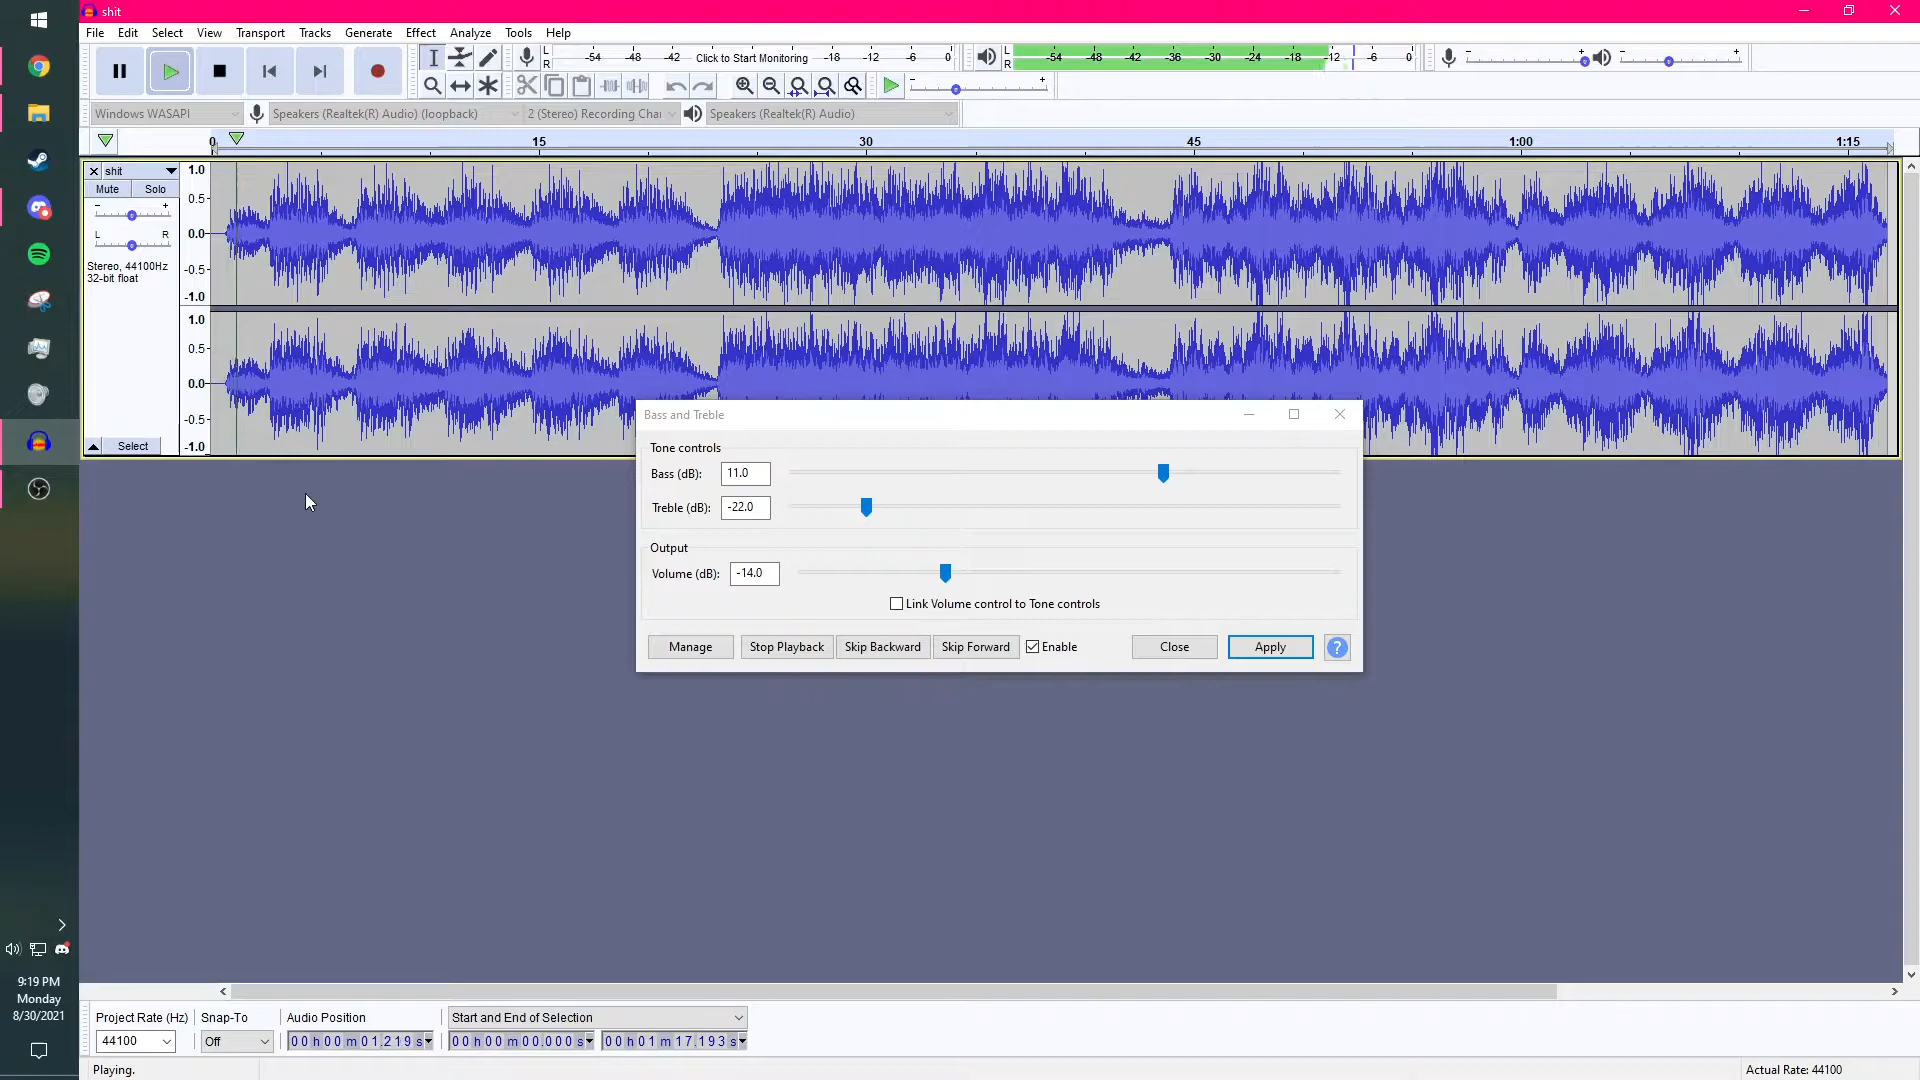 shit
File Edit Select View Transport Tracks Generate Effect Analyze Tools Help
L
R
-54 -48 -42 Click to Start Monitoring -18 -12 -6 0
L
R
-54 -48 -42 -36 -30 -24 -18 -12 -6 0
- +
- +
- +
Windows WASAPI
Speakers (Realtek(R) Audio) (loopback)
2 (Stereo) Recording Chai
Speakers (Realtek(R) Audio)
0 15 30 45 1:00 1:15
shit
Mute Solo
- +
L R
Stereo, 44100Hz
32-bit float
Select
1.0
0.5-
0.0-
-0.5-
-1.0
1.0
0.5-
0.0-
-0.5-
-1.0
Bass and Treble
Tone controls
Bass (dB): 11.0
Treble (dB): -22.0
Output
Volume (dB): -14.0
Link Volume control to Tone controls
Manage Stop Playback Skip Backward Skip Forward Enable Close Apply ?
9:19 PM
Monday
8/30/2021
Project Rate (Hz) Snap-To Audio Position Start and End of Selection
44100 Off 00 h 00 m 01.219 s 00 h 00 m 00.000 s 00 h 01 m 17.193 s
Playing. Actual Rate: 44100